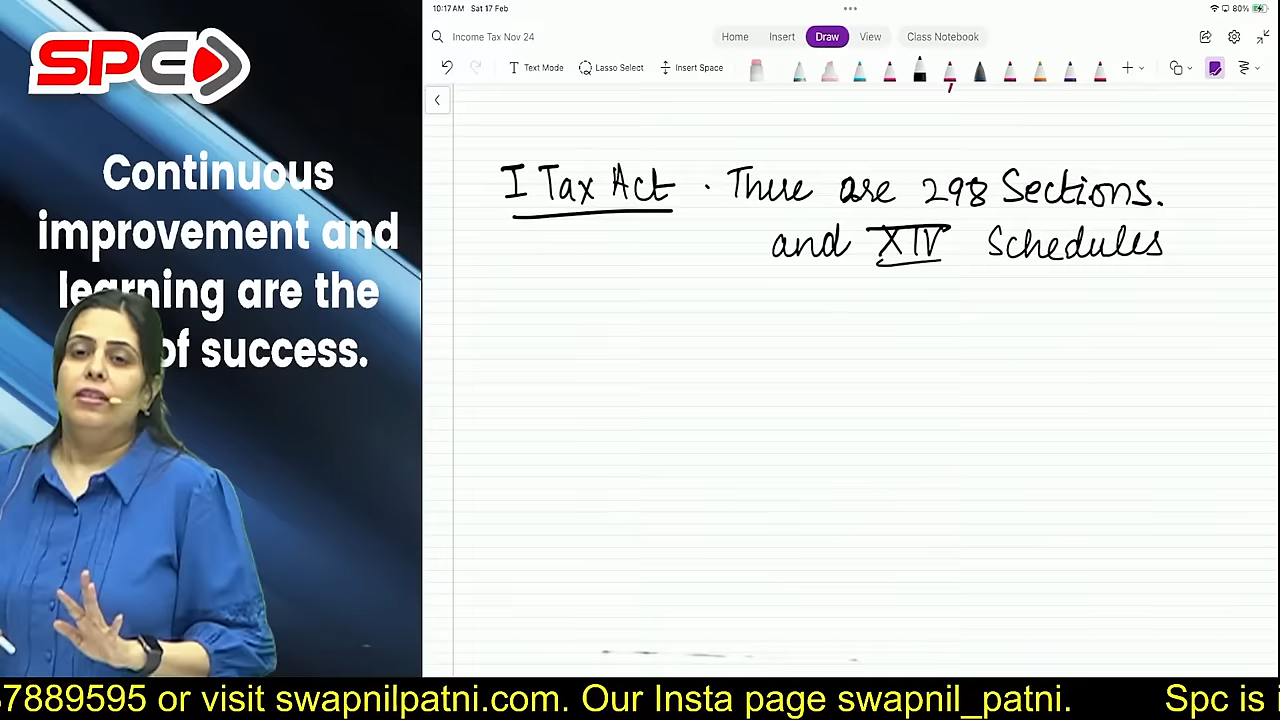 SPC
Continuous
improvement and
learning are the
of success.
10:17 AM Sat 17 Feb
80%
Income Tax Nov 24
Home Insert Draw View Class Notebook
Text Mode Lasso Select Insert Space
I Tax Act . There are 298 Sections.
and XIV Schedules
7889595 or visit swapnilpatni.com. Our Insta page swapnil_patni. Spc is